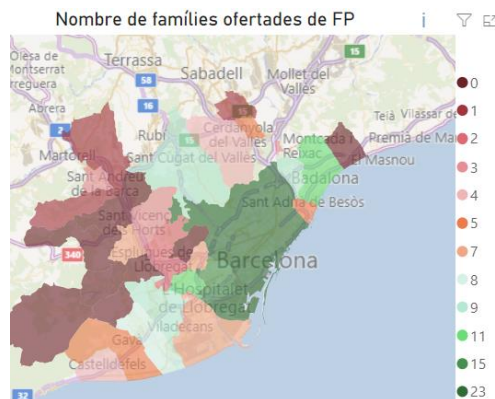 Nombre de famílies ofertades de FP
i
Olesa de
Montserrat
Terrassa
Sabadell
Mollet del
Vallès
15
58
Abrera
16
Rubí
15
Cerdanyola
del Vallès
Montcada i
Reixac
Teià
Vilassar de
Premià de Mar
2
Martorell
Sant Cugat del Vallès
El Masnou
Sant Andreu
de la Barca
Badalona
Sant Adrià de Besòs
Sant Vicenç
dels Horts
340
Esplugues de
Llobregat
Barcelona
l'Hospitalet
de Llobregat
Viladecans
Gavà
Castelldefels
32
0
1
2
3
4
5
7
8
9
11
15
23